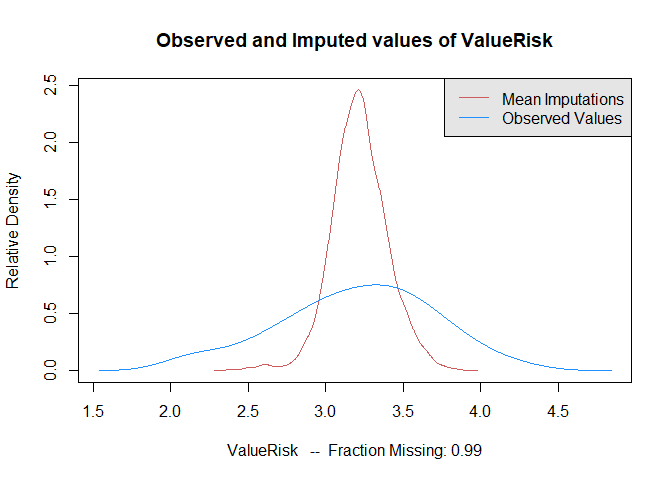 Observed and Imputed values of ValueRisk
Mean Imputations
Observed Values
Relative Density
2.5
2.0
1.5
1.0
0.5
0.0
1.5 2.0 2.5 3.0 3.5 4.0 4.5
ValueRisk -- Fraction Missing: 0.99